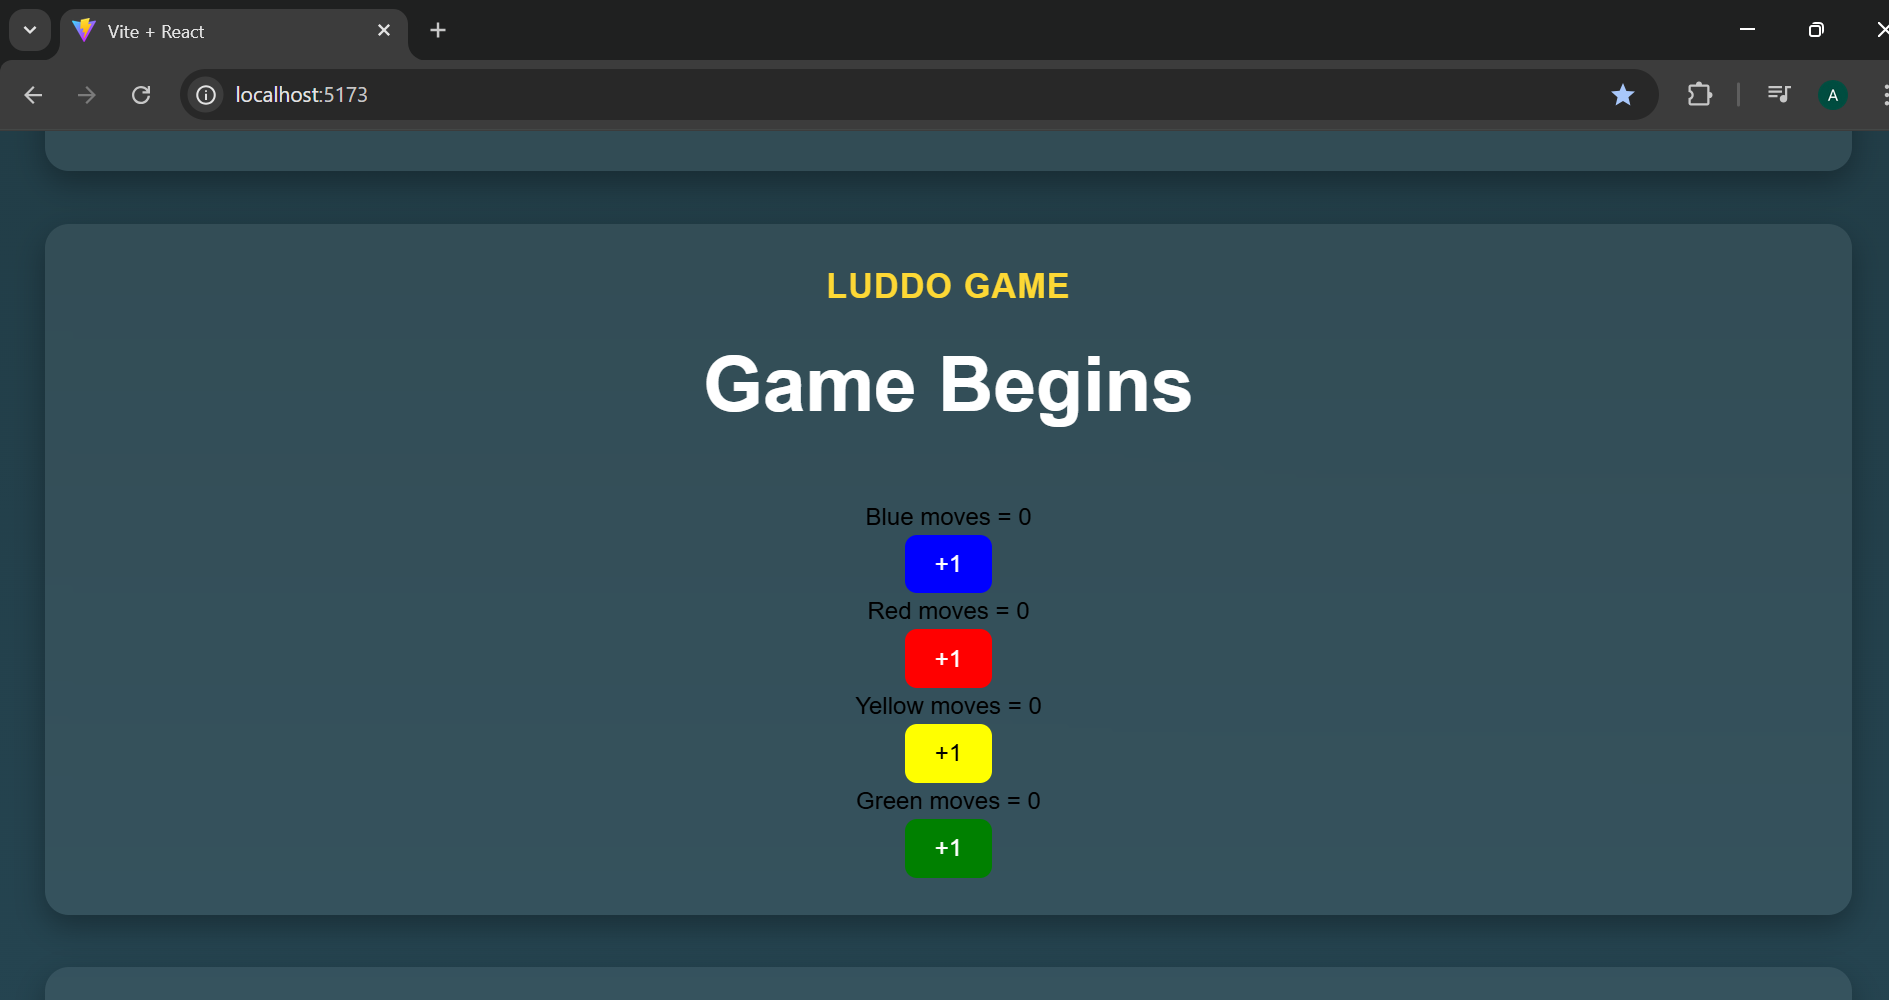 Vite + React
localhost:5173
A
LUDDO GAME
Game Begins
Blue moves = 0
+1
Red moves = 0
+1
Yellow moves = 0
+1
Green moves = 0
+1